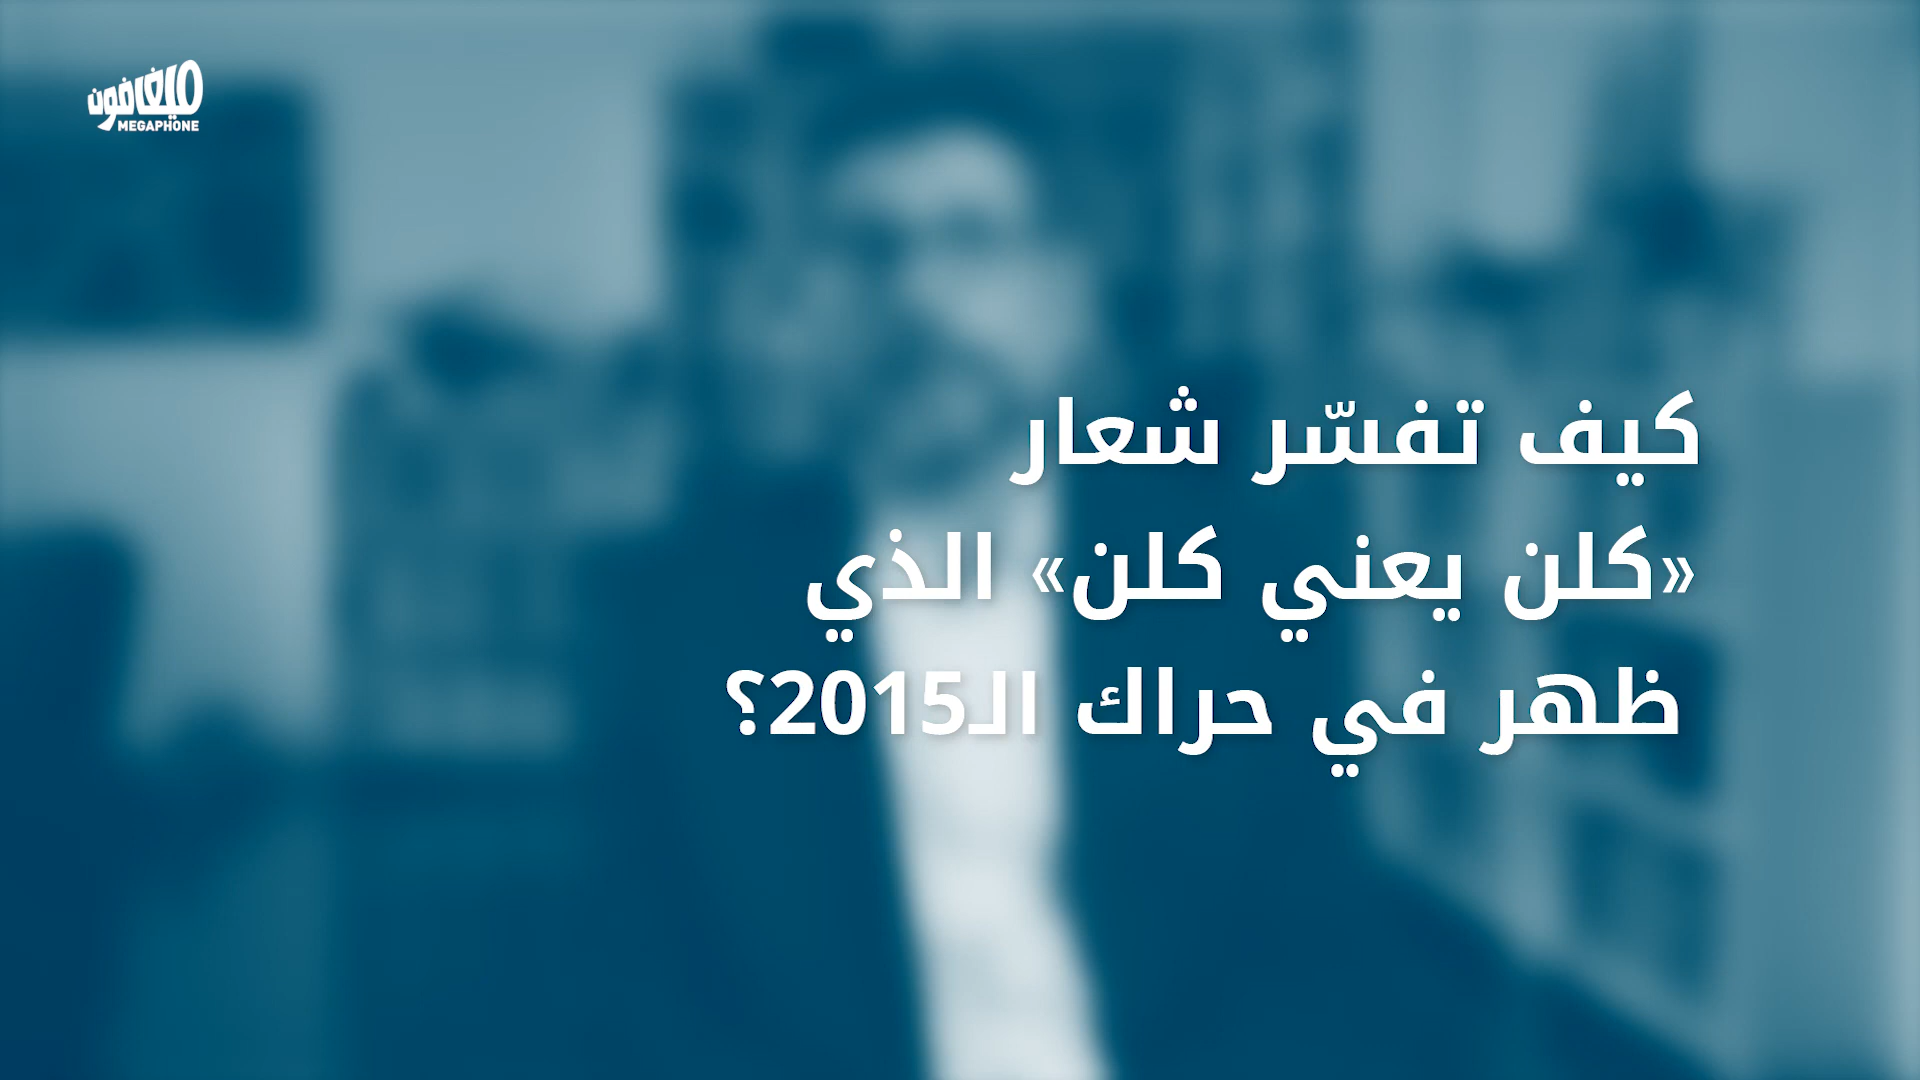 ميغافون
MEGAPHONE
كيف تفسّر شعار
«كلن يعني كلن» الذي
ظهر في حراك الـ2015؟